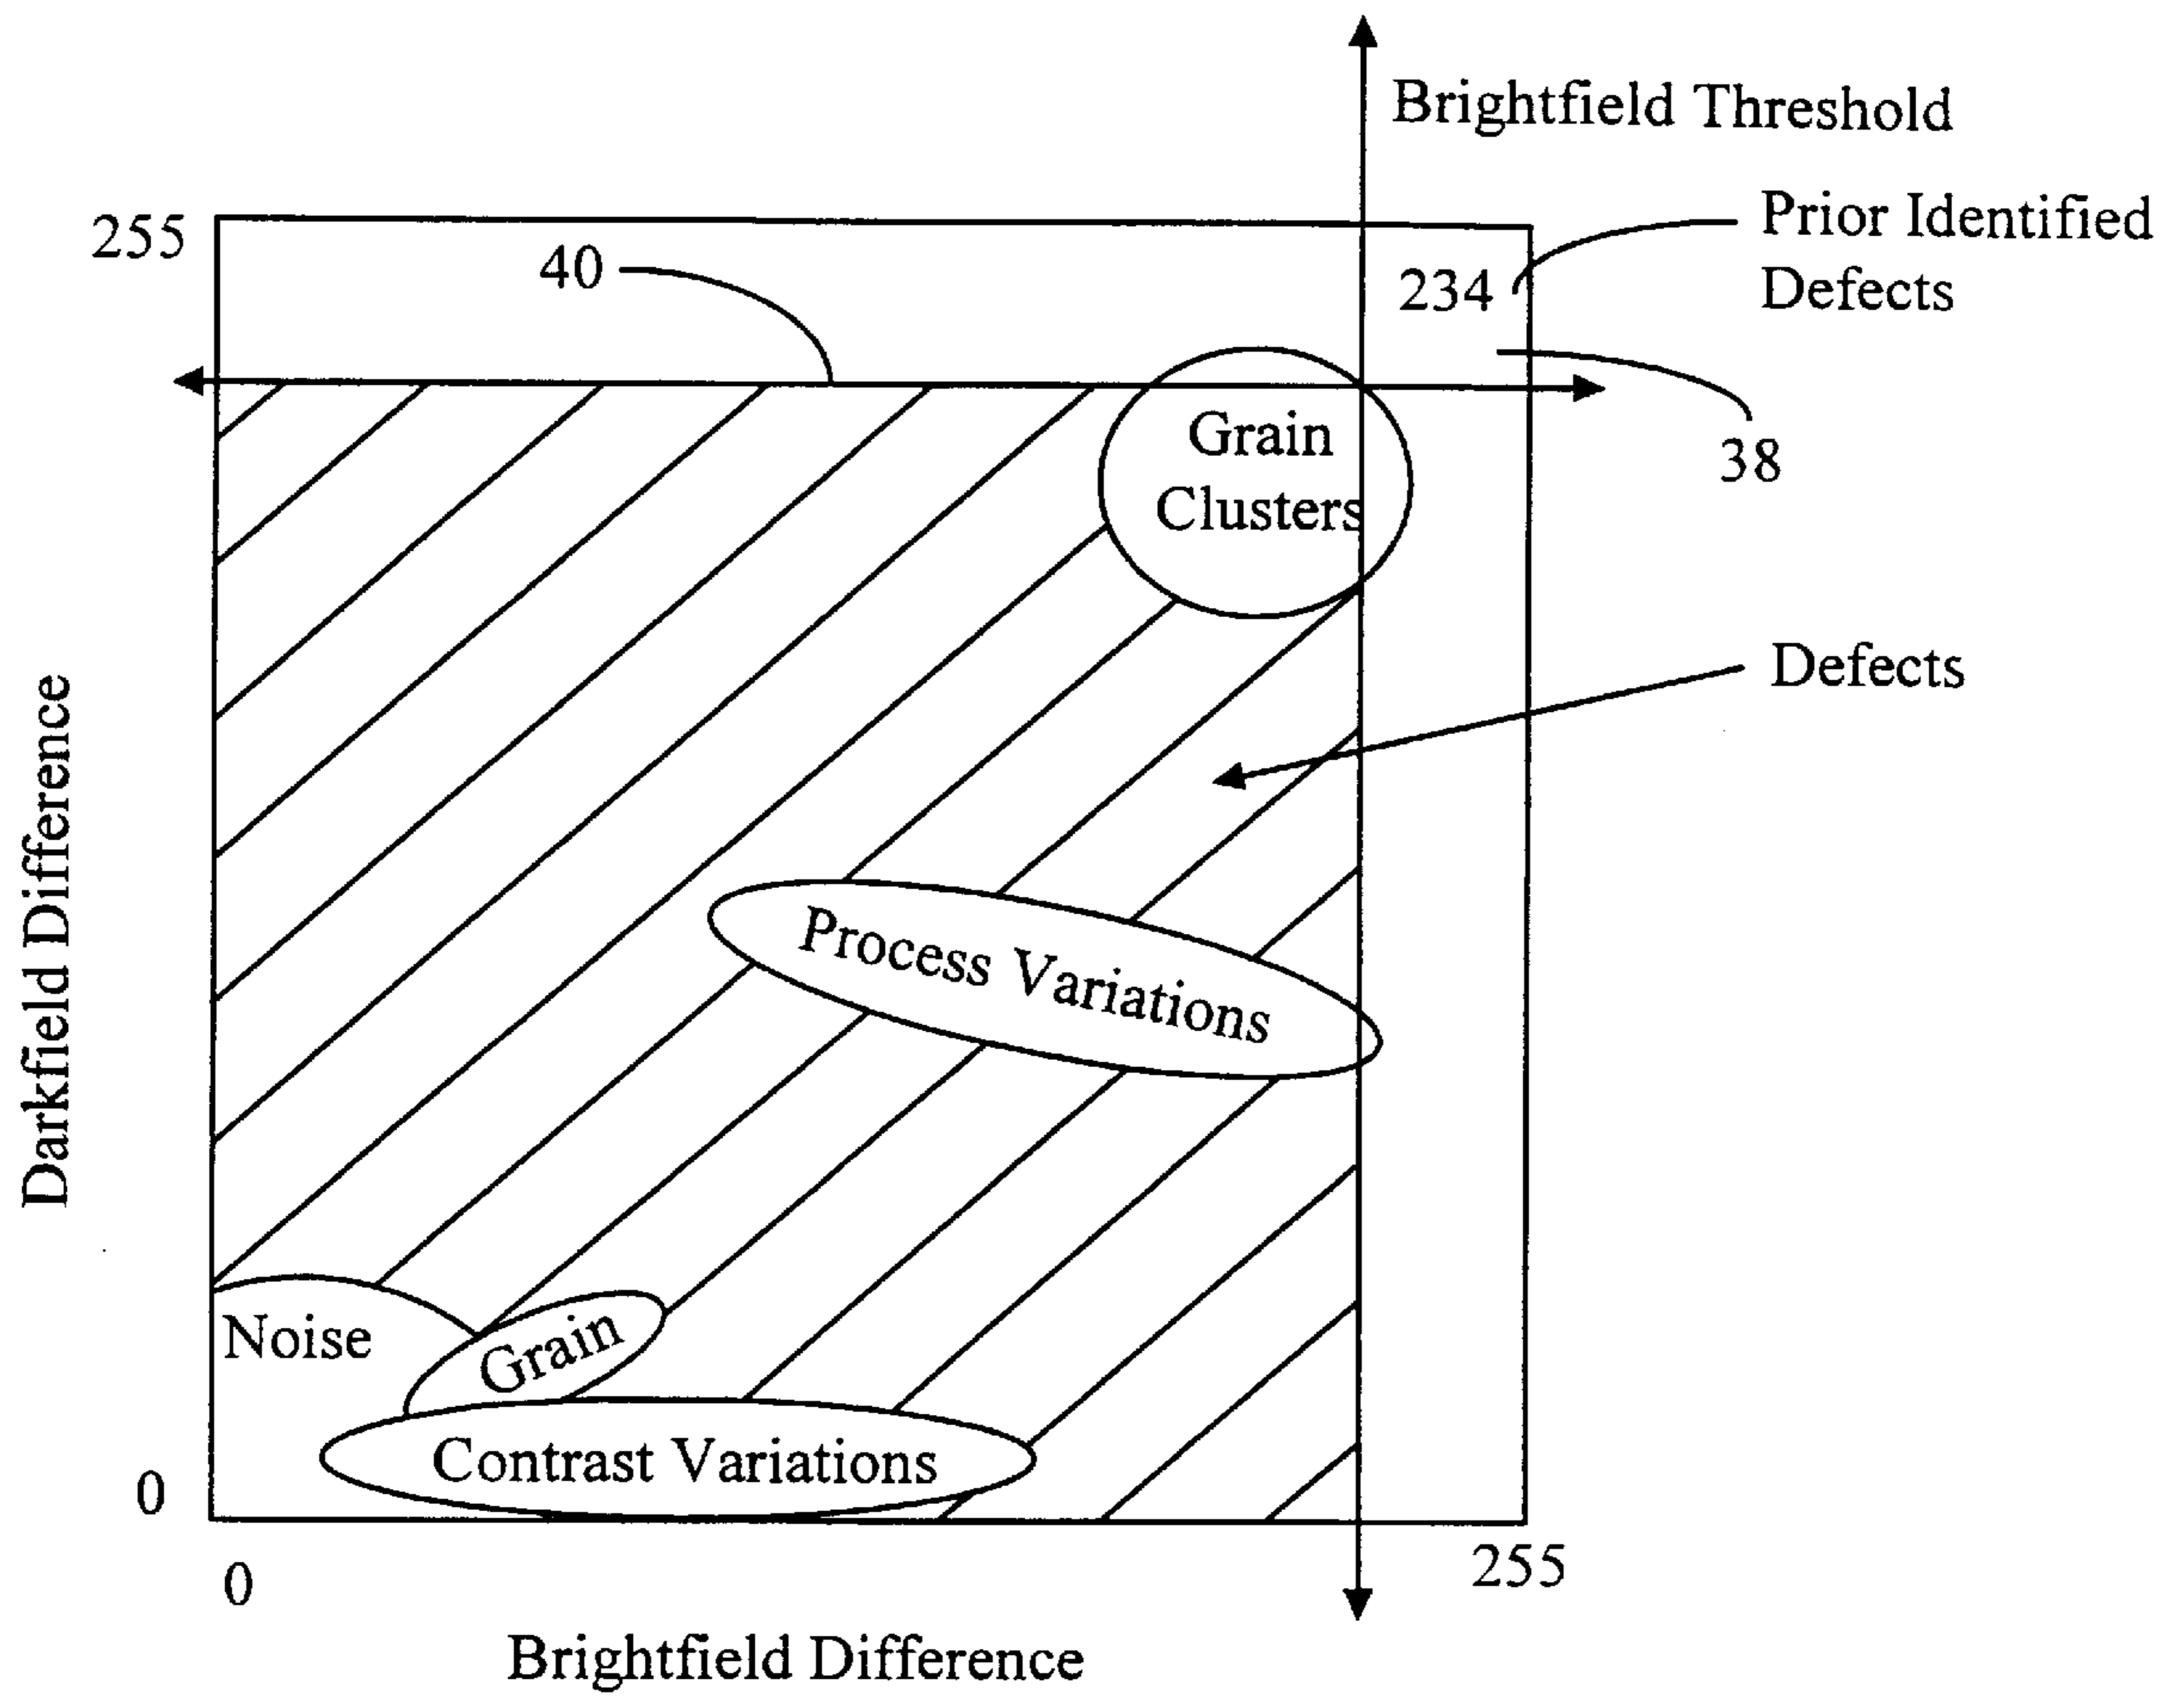 Brightfield Threshold
Prior Identified
Defects
255
40
234
38
Grain
Clusters
Defects
Darkfield Difference
Process Variations
Noise
Grain
Contrast Variations
0
0
255
Brightfield Difference